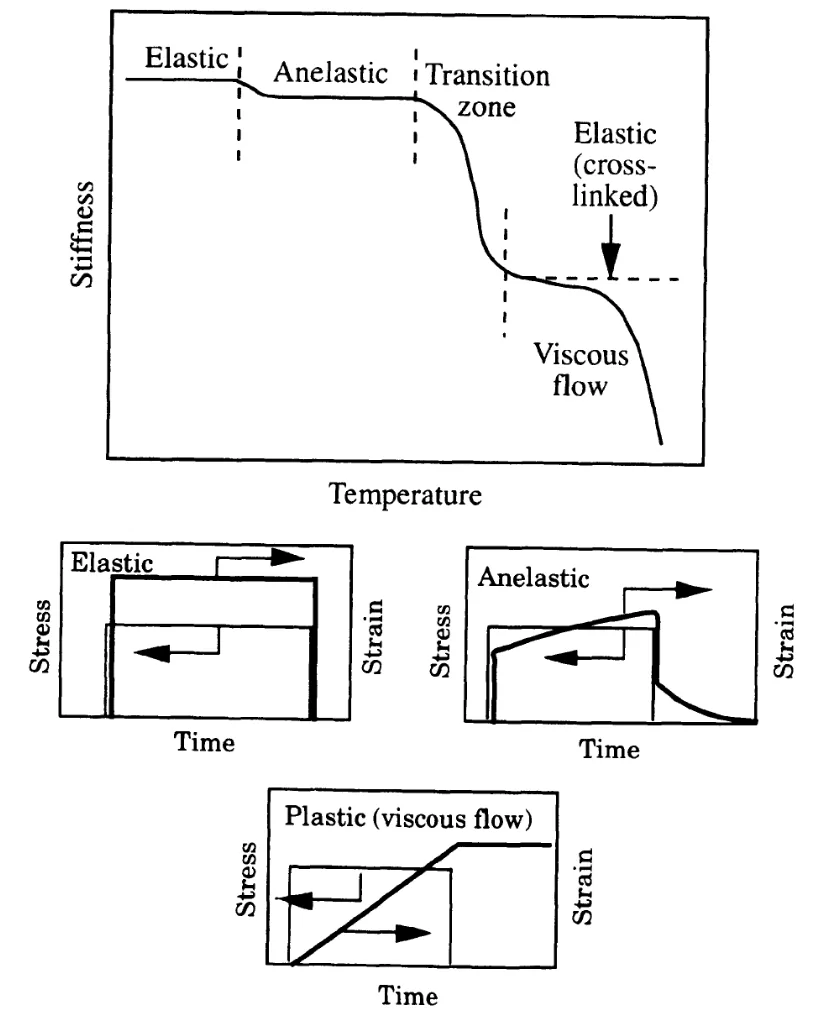 Elastic
Anelastic
Transition
zone
Elastic
(cross-
linked)
Stiffness
Viscous
flow
Temperature
Elastic
Stress
Strain
Time
Anelastic
Stress
Strain
Time
Plastic (viscous flow)
Stress
Strain
Time